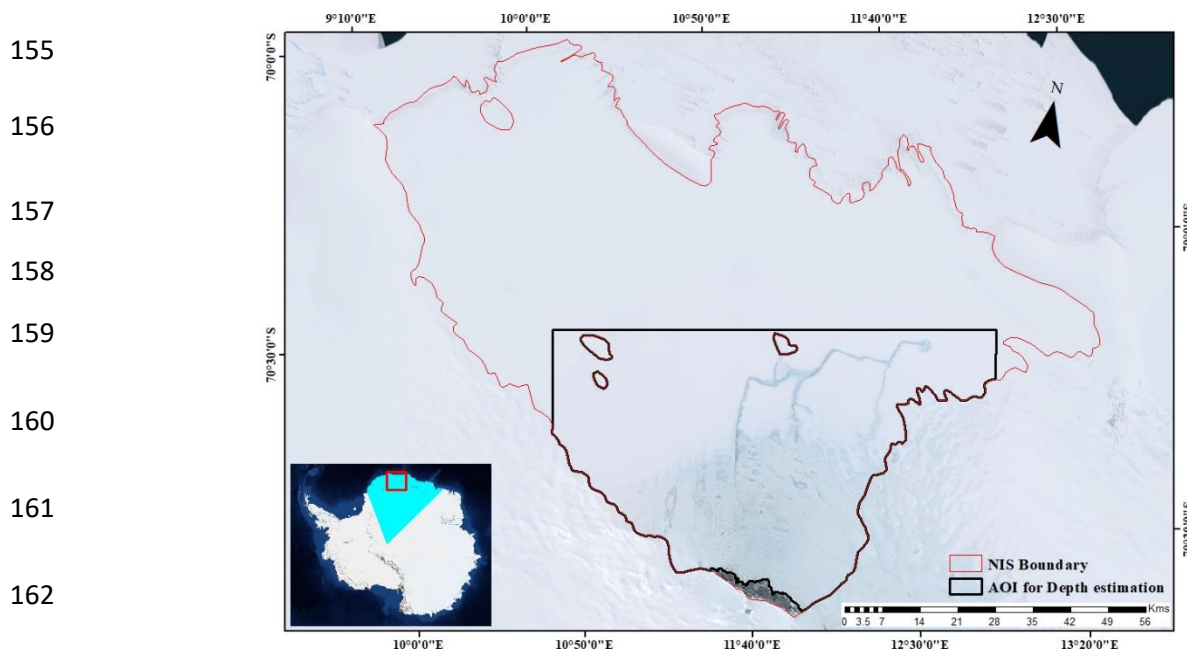 155
156
157
158
159
160
161
162
9°10'0"E 10°0'0"E 10°50'0"E 11°40'0"E 12°30'0"E
70°0'0"S
N
70°30'0"S
NIS Boundary
AOI for Depth estimation
0 3.5 7 14 21 28 35 42 49 56 Kms
10°0'0"E 10°50'0"E 11°40'0"E 12°30'0"E 13°20'0"E